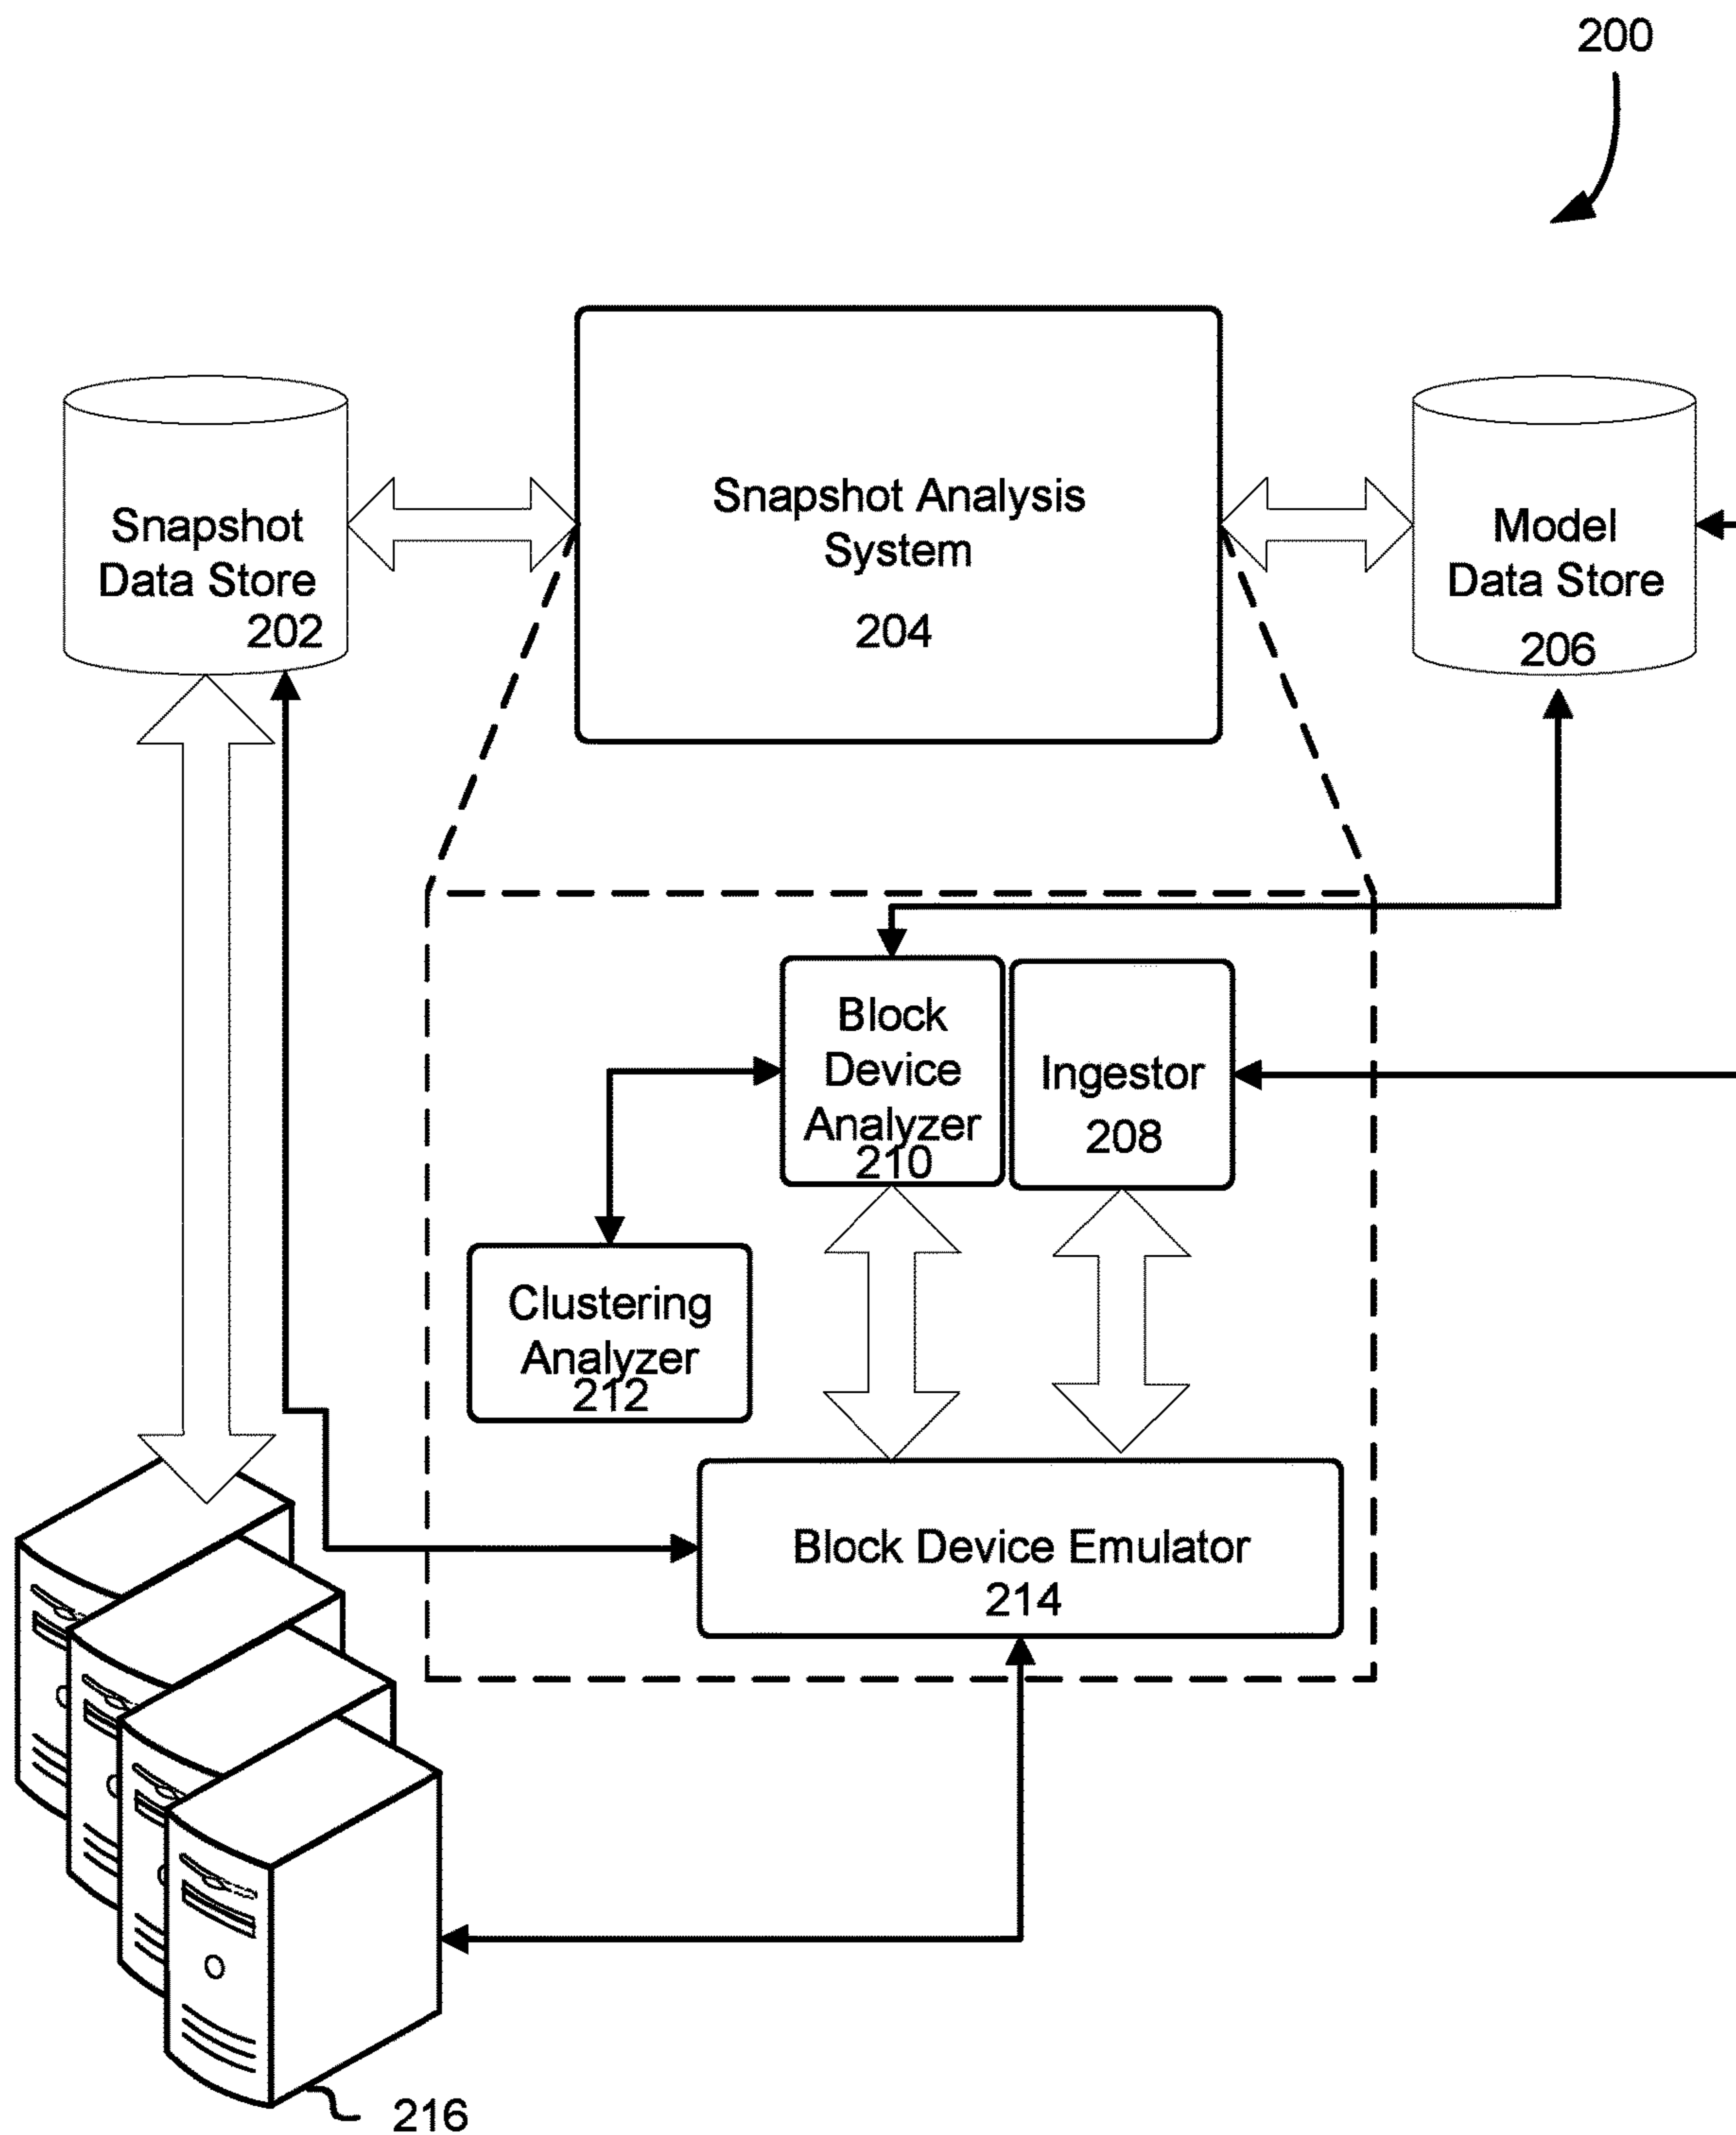 200
Snapshot
Data Store
202
Snapshot Analysis
System
204
Model
Data Store
206
Block
Device
Analyzer
210
Ingestor
208
Clustering
Analyzer
212
Block Device Emulator
214
216